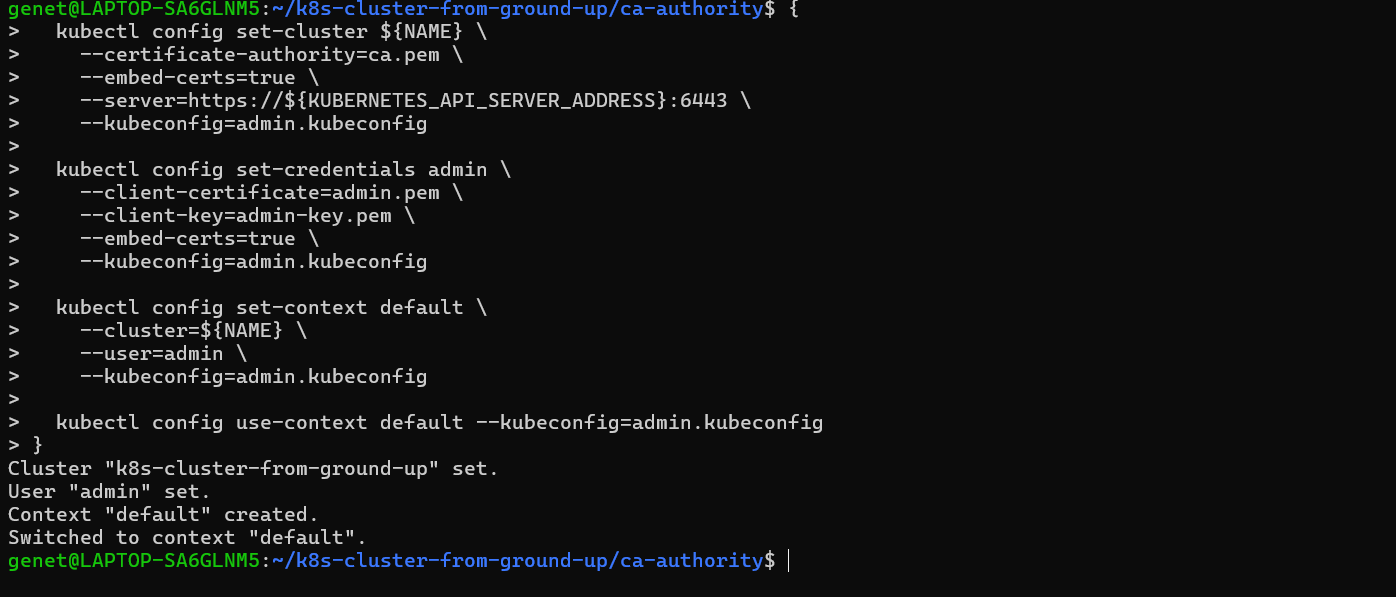 genet@LAPTOP-SA6GLNM5:~/k8s-cluster-from-ground-up/ca-authority$ {
>   kubectl config set-cluster ${NAME} \
>     --certificate-authority=ca.pem \
>     --embed-certs=true \
>     --server=https://${KUBERNETES_API_SERVER_ADDRESS}:6443 \
>     --kubeconfig=admin.kubeconfig
>
>   kubectl config set-credentials admin \
>     --client-certificate=admin.pem \
>     --client-key=admin-key.pem \
>     --embed-certs=true \
>     --kubeconfig=admin.kubeconfig
>
>   kubectl config set-context default \
>     --cluster=${NAME} \
>     --user=admin \
>     --kubeconfig=admin.kubeconfig
>
>   kubectl config use-context default --kubeconfig=admin.kubeconfig
> }
Cluster "k8s-cluster-from-ground-up" set.
User "admin" set.
Context "default" created.
Switched to context "default".
genet@LAPTOP-SA6GLNM5:~/k8s-cluster-from-ground-up/ca-authority$